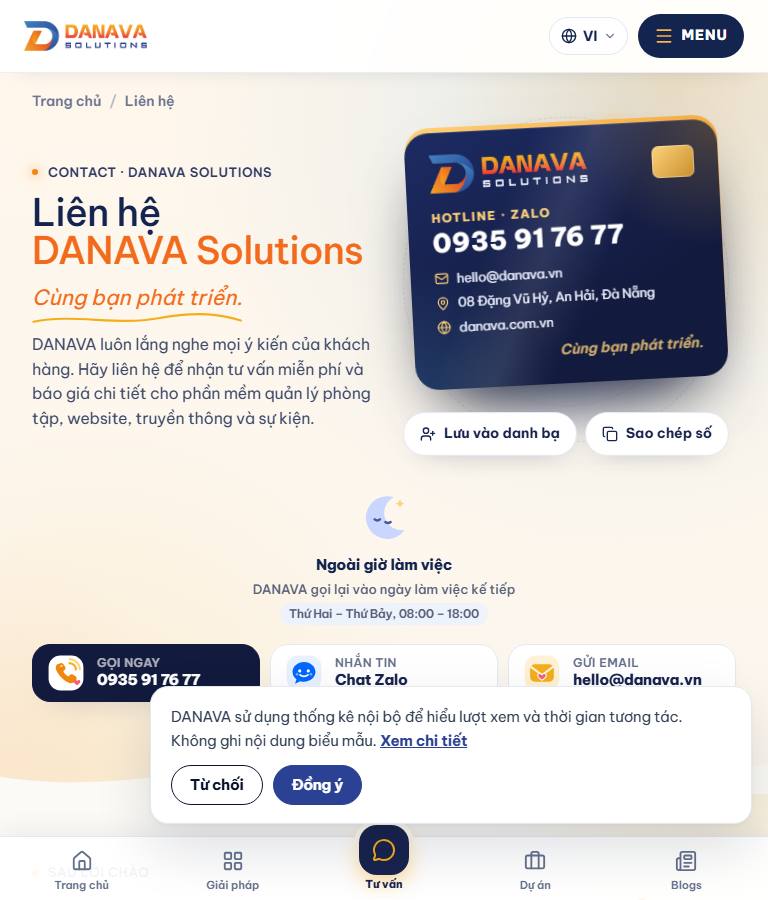 DANAVA
SOLUTIONS
VI
MENU
Trang chủ / Liên hệ
CONTACT · DANAVA SOLUTIONS
Liên hệ
DANAVA Solutions
Cùng bạn phát triển.
DANAVA luôn lắng nghe mọi ý kiến của khách
hàng. Hãy liên hệ để nhận tư vấn miễn phí và
báo giá chi tiết cho phần mềm quản lý phòng
tập, website, truyền thông và sự kiện.
DANAVA
SOLUTIONS
HOTLINE · ZALO
0935 91 76 77
hello@danava.vn
08 Đặng Vũ Hỷ, An Hải, Đà Nẵng
danava.com.vn
Cùng bạn phát triển.
Lưu vào danh bạ
Sao chép số
Ngoài giờ làm việc
DANAVA gọi lại vào ngày làm việc kế tiếp
Thứ Hai – Thứ Bảy, 08:00 – 18:00
GỌI NGAY
0935 91 76 77
NHẮN TIN
Chat Zalo
GỬI EMAIL
hello@danava.vn
DANAVA sử dụng thống kê nội bộ để hiểu lượt xem và thời gian tương tác.
Không ghi nội dung biểu mẫu. Xem chi tiết
Từ chối
Đồng ý
SAU LỜI CHÀO
Trang chủ
Giải pháp
Tư vấn
Dự án
Blogs